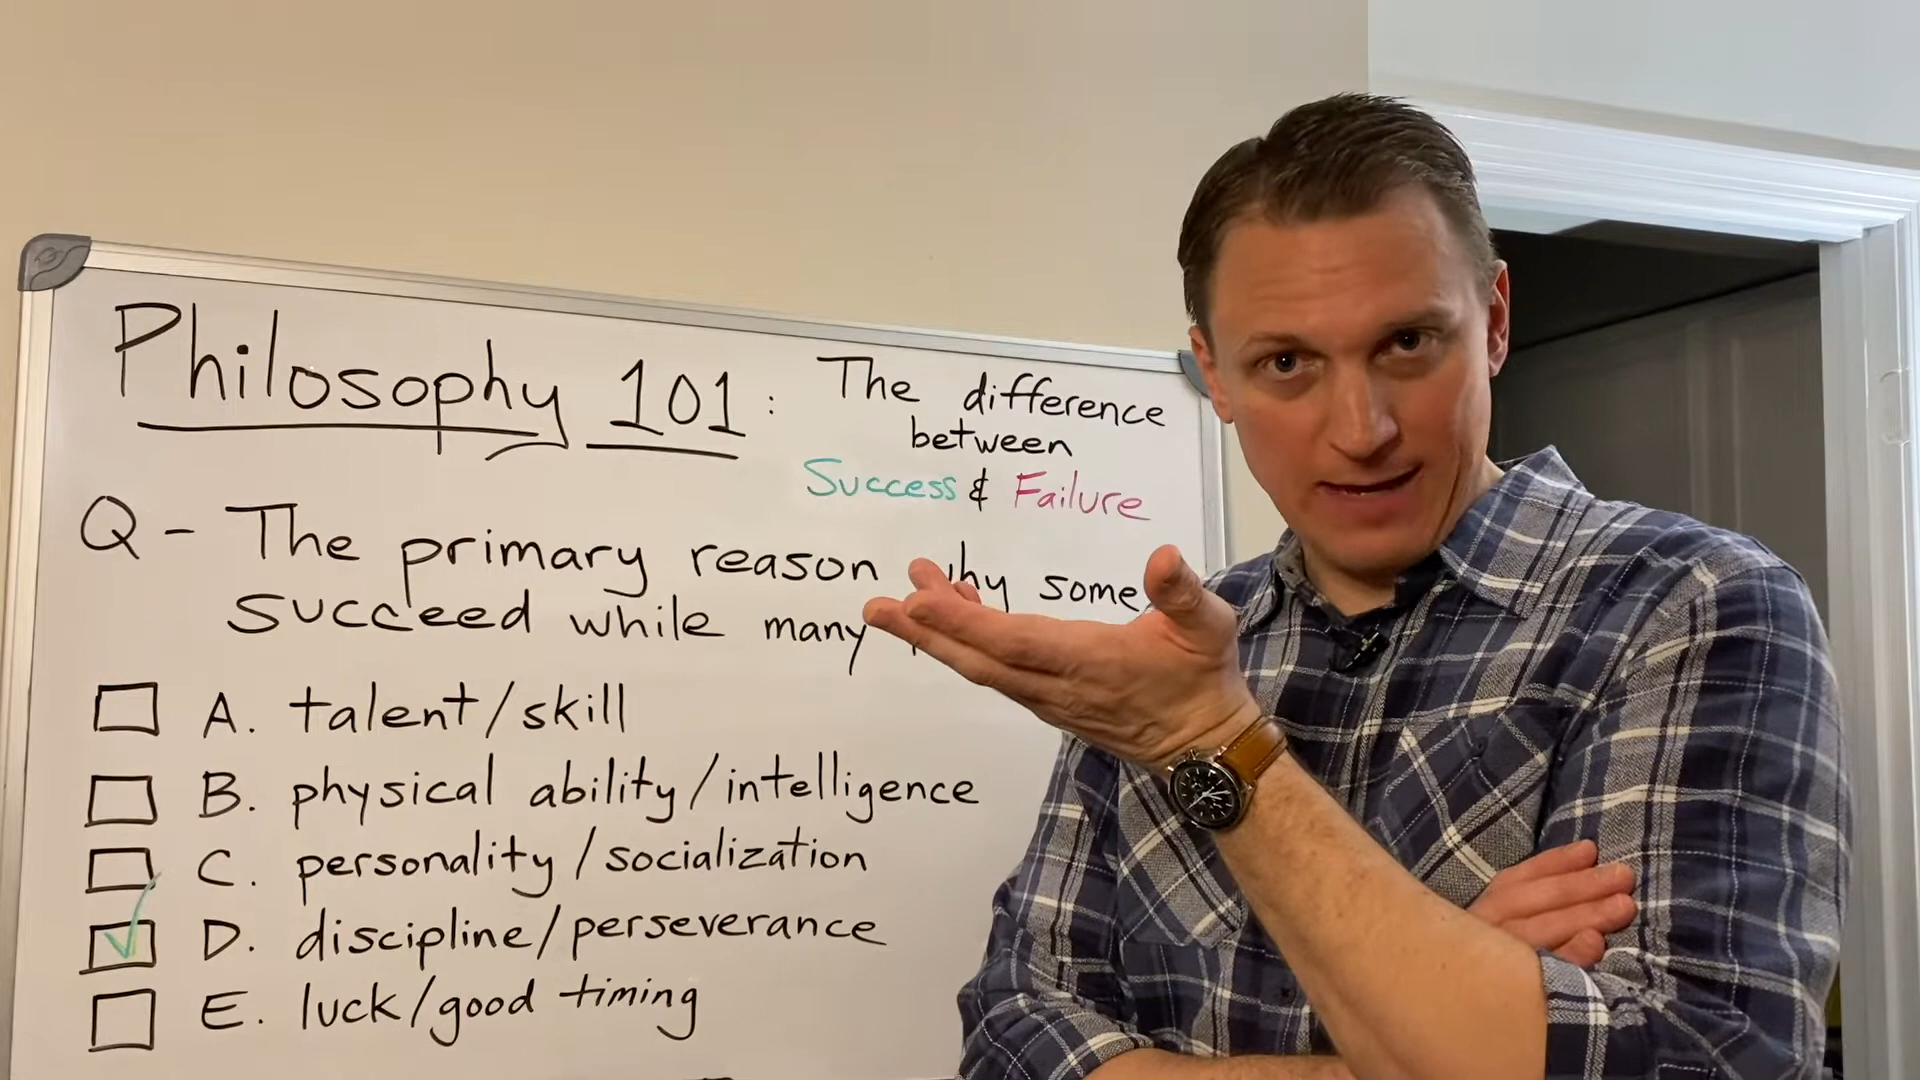 Philosophy 101:
The difference
between
Success & Failure
Q - The primary reason why some
succeed while many
A. talent/skill
B. physical ability/intelligence
C. personality/socialization
D. discipline/perseverance
E. luck/good timing